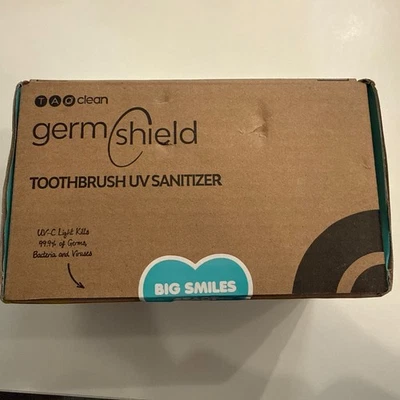 TAO clean
germ shield
TOOTHBRUSH UV SANITIZER
UV-C Light Kills
99.9% of Germs,
Bacteria and Viruses
BIG SMILES